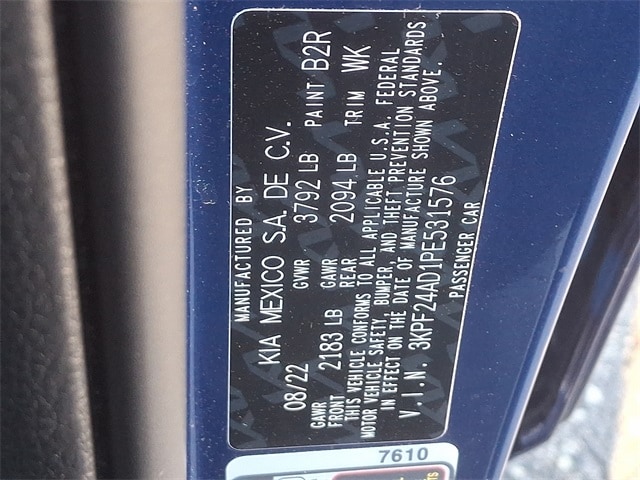 MANUFACTURED BY
KIA MEXICO S.A. DE C.V.
08/22 GVWR 3792 LB PAINT B2R
GAWR FRONT 2183 LB GAWR REAR 2094 LB TRIM WK
THIS VEHICLE CONFORMS TO ALL APPLICABLE U.S.A. FEDERAL
MOTOR VEHICLE SAFETY, BUMPER, AND THEFT PREVENTION STANDARDS
IN EFFECT ON THE DATE OF MANUFACTURE SHOWN ABOVE.
V.I.N. 3KPF24AD1PE531576
PASSENGER CAR
7610